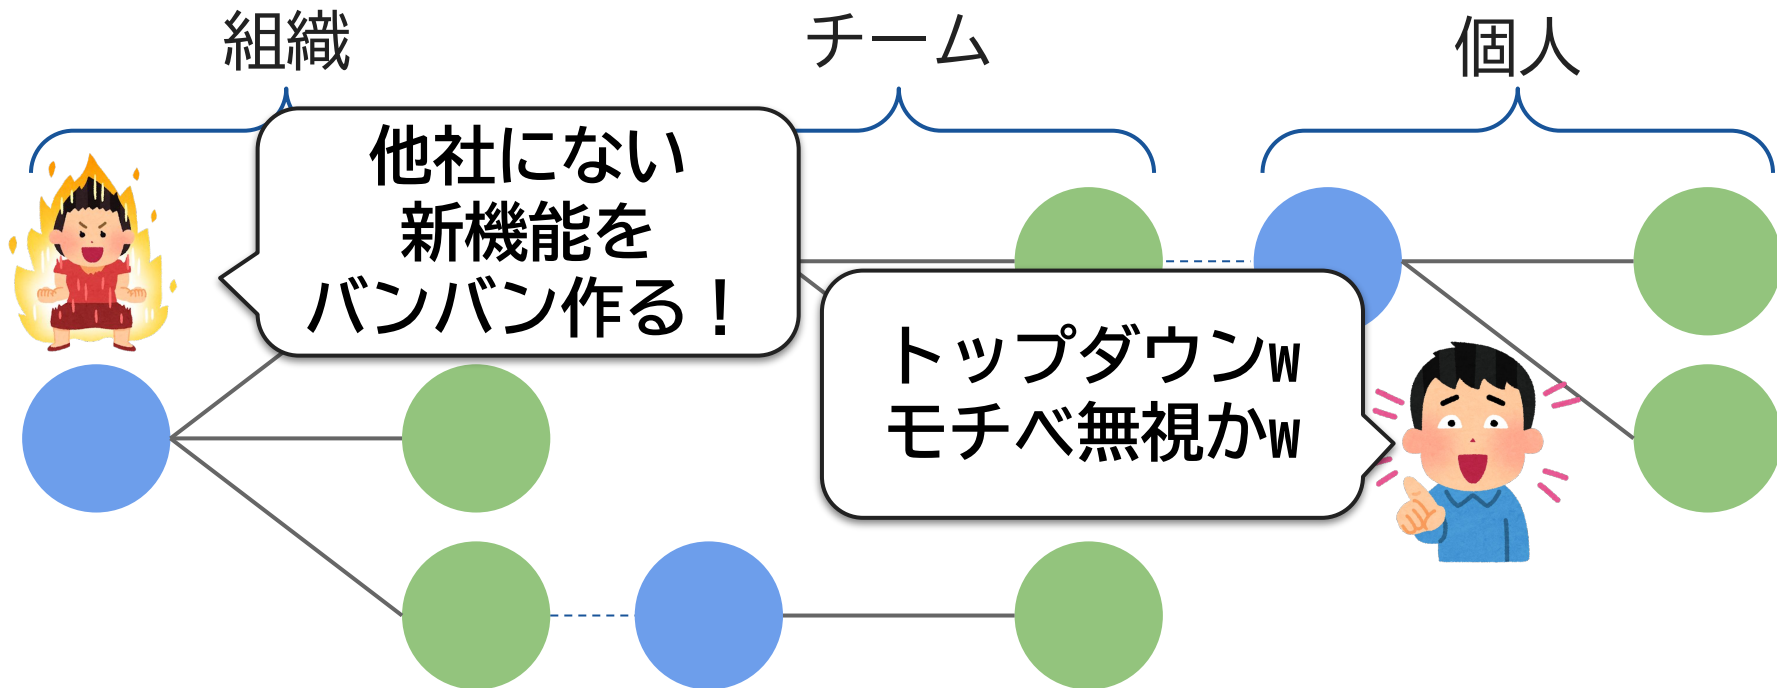 組織
チーム
個人
他社にない
新機能を
バンバン作る！
トップダウンw
モチベ無視かw